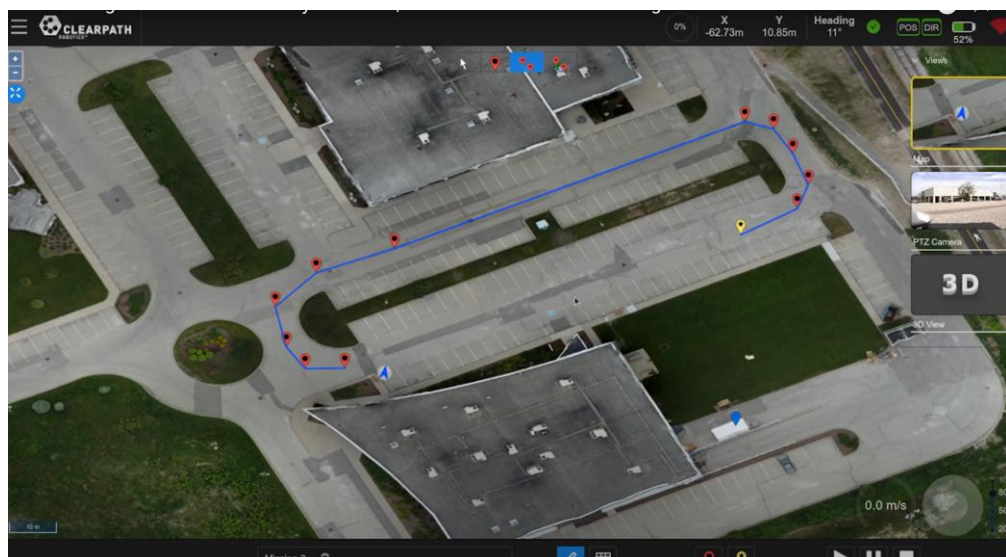 CLEARPATH
ROBOTICS
0%
X
-62.73m
Y
10.85m
Heading
11°
POS
DIR
52%
Views
Map
PTZ Camera
3D
3D View
0.0 m/s
10 m